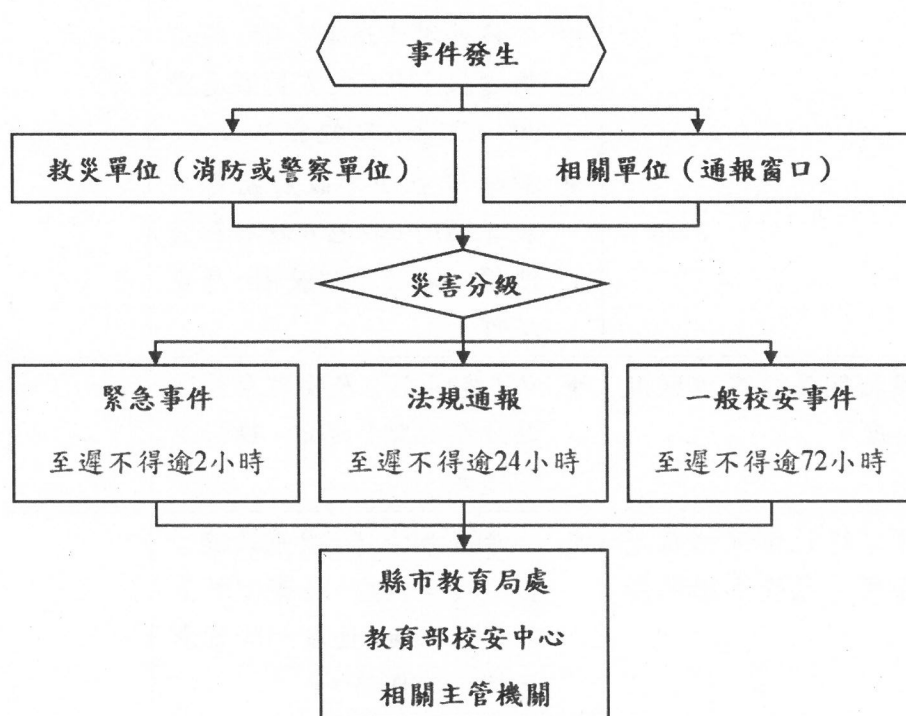 事件發生
救災單位（消防或警察單位）
相關單位（通報窗口）
災害分級
緊急事件
至遲不得逾2小時
法規通報
至遲不得逾24小時
一般校安事件
至遲不得逾72小時
縣市教育局處
教育部校安中心
相關主管機關